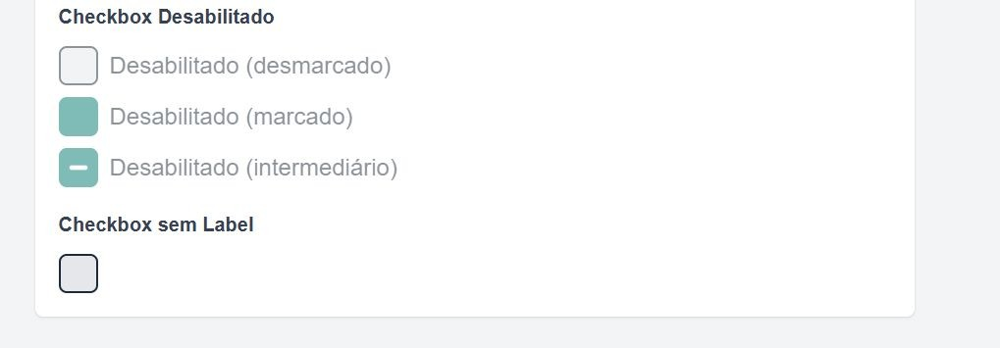 Checkbox Desabilitado
Desabilitado (desmarcado)
Desabilitado (marcado)
Desabilitado (intermediário)
Checkbox sem Label